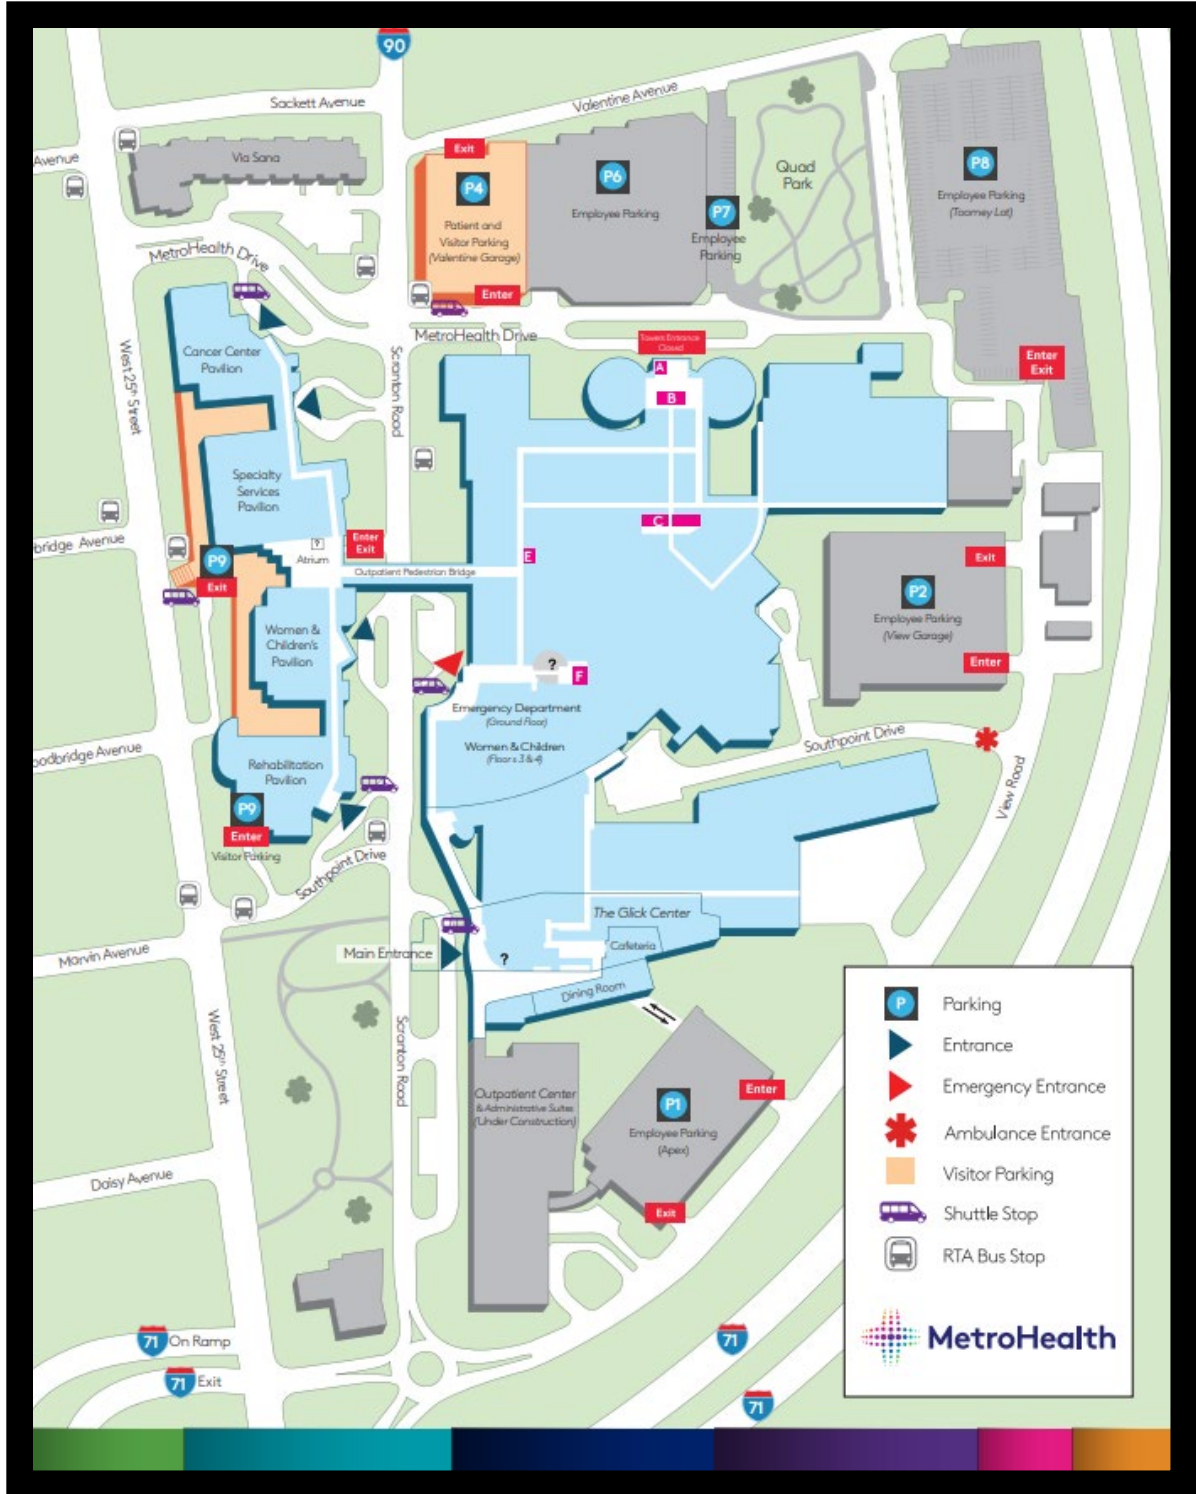 90
Sackett Avenue
Valentine Avenue
Avenue
Via Sana
Exit
P4
Patient and
Visitor Parking
(Valentine Garage)
Enter
P6
Employee Parking
P7
Employee
Parking
Quad
Park
P8
Employee Parking
(Toomey Lot)
Enter
Exit
MetroHealth Drive
MetroHealth Drive
Towers Entrance
Closed
A
B
C
E
F
Cancer Center
Pavilion
West 25th Street
Scranton Road
Specialty
Services
Pavilion
bridge Avenue
P9
Exit
?
Atrium
Enter
Exit
Outpatient Pedestrian Bridge
Women &
Children's
Pavilion
Exit
P2
Employee Parking
(View Garage)
Enter
?
Emergency Department
(Ground Floor)
Women & Children
(Floors 3 & 4)
Southpoint Drive
View Road
oodbridge Avenue
Rehabilitation
Pavilion
P9
Enter
Visitor Parking
Southpoint Drive
The Glick Center
Cafeteria
Main Entrance
?
Dining Room
Marvin Avenue
West 25th Street
Scranton Road
Outpatient Center
& Administrative Suites
(Under Construction)
P1
Employee Parking
(Apex)
Enter
Exit
Daisy Avenue
71 On Ramp
71 Exit
71
71
P Parking
Entrance
Emergency Entrance
Ambulance Entrance
Visitor Parking
Shuttle Stop
RTA Bus Stop
MetroHealth